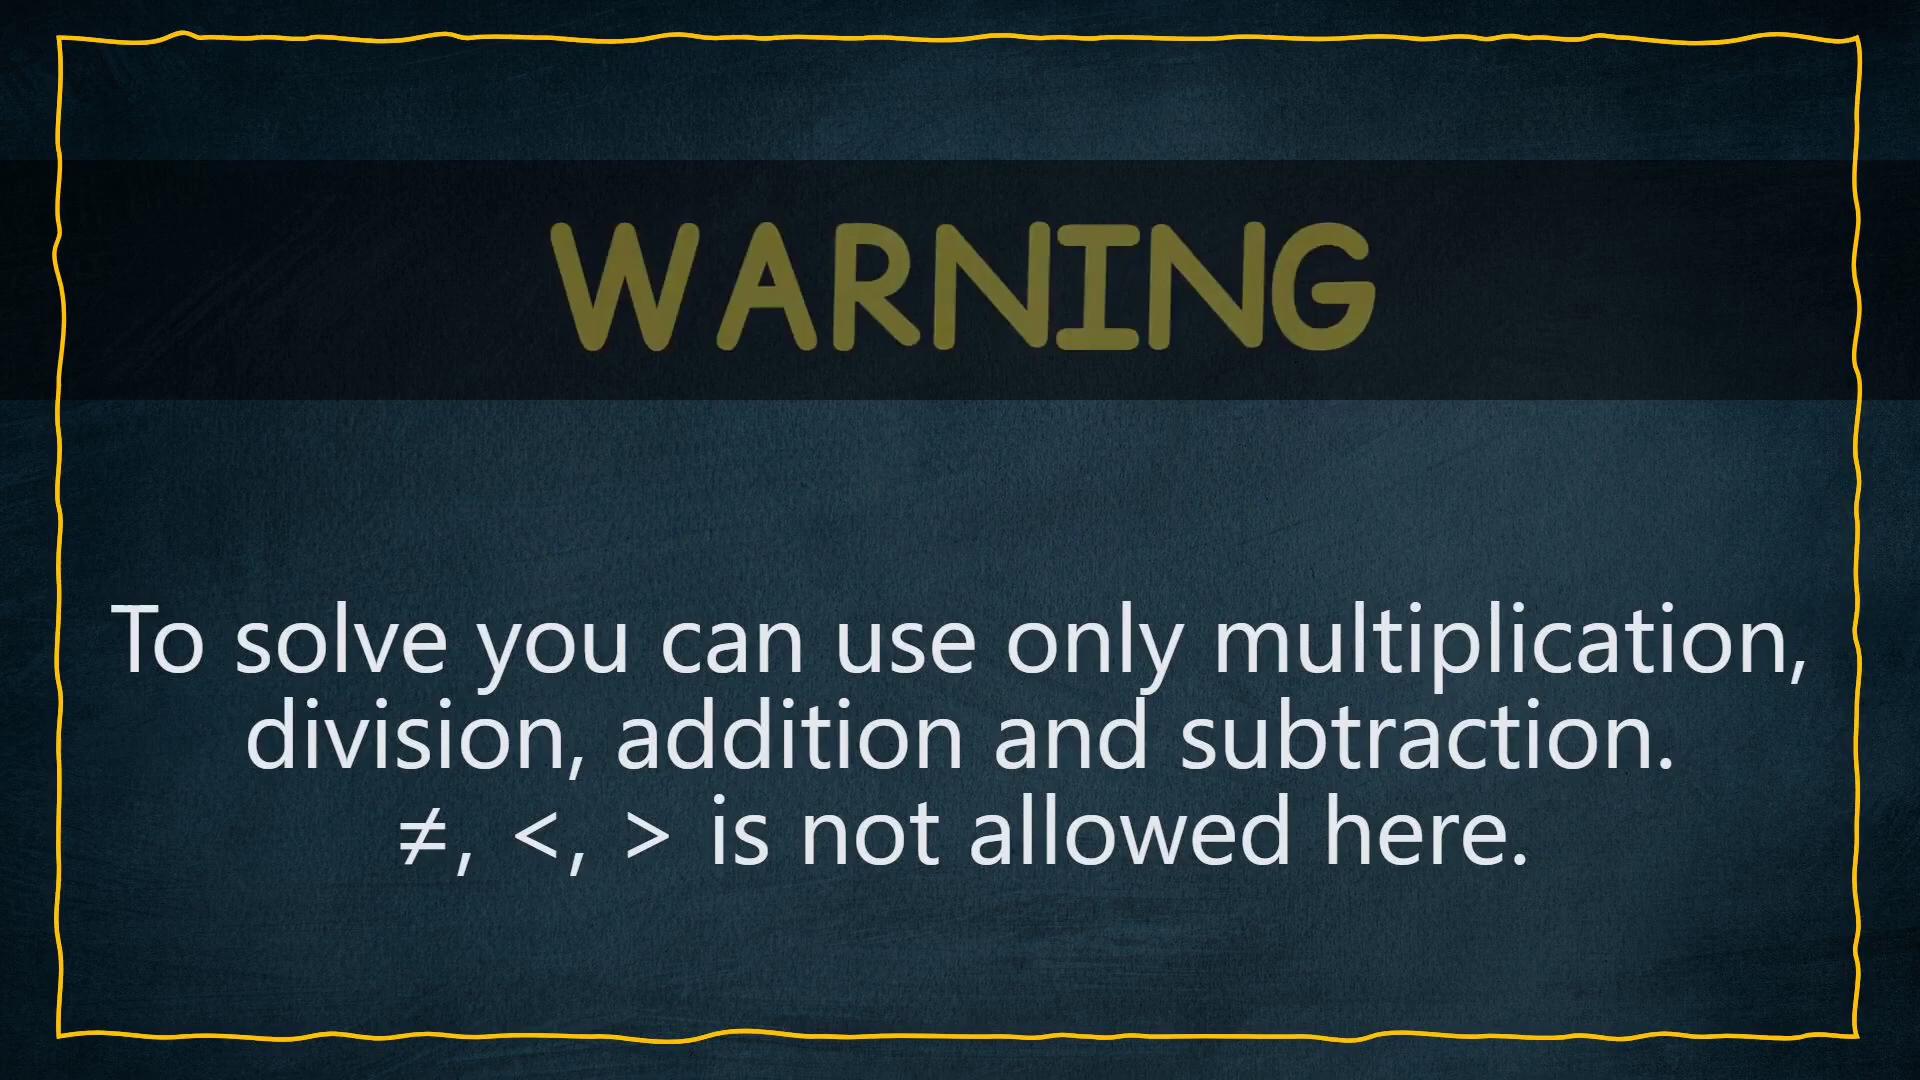 WARNING
To solve you can use only multiplication,
division, addition and subtraction.
≠, <, > is not allowed here.